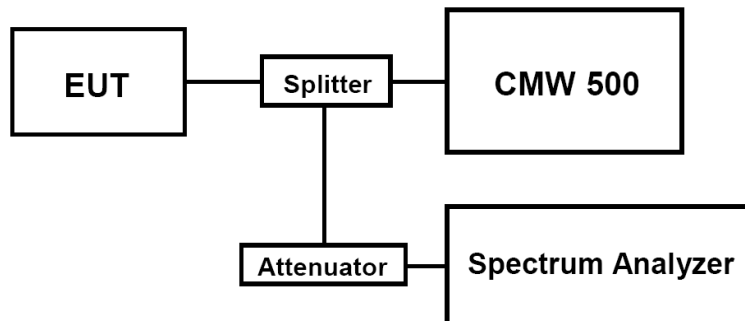 EUT
Splitter
CMW 500
Attenuator
Spectrum Analyzer